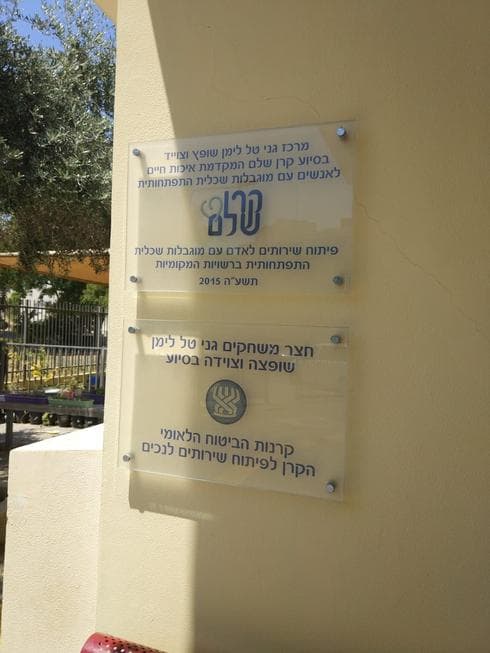 מרכז גני טל לימן שופץ וצוייד
בסיוע קרן שלם המקדמת איכות חיים
לאנשים עם מוגבלות שכלית התפתחותית
קרן
שלם
פיתוח שירותים לאדם עם מוגבלות שכלית
התפתחותית ברשויות המקומיות
תשע"ה 2015
חצר משחקים גני טל לימן
שופצה וצוידה בסיוע
קרנות הביטוח הלאומי
הקרן לפיתוח שירותים לנכים